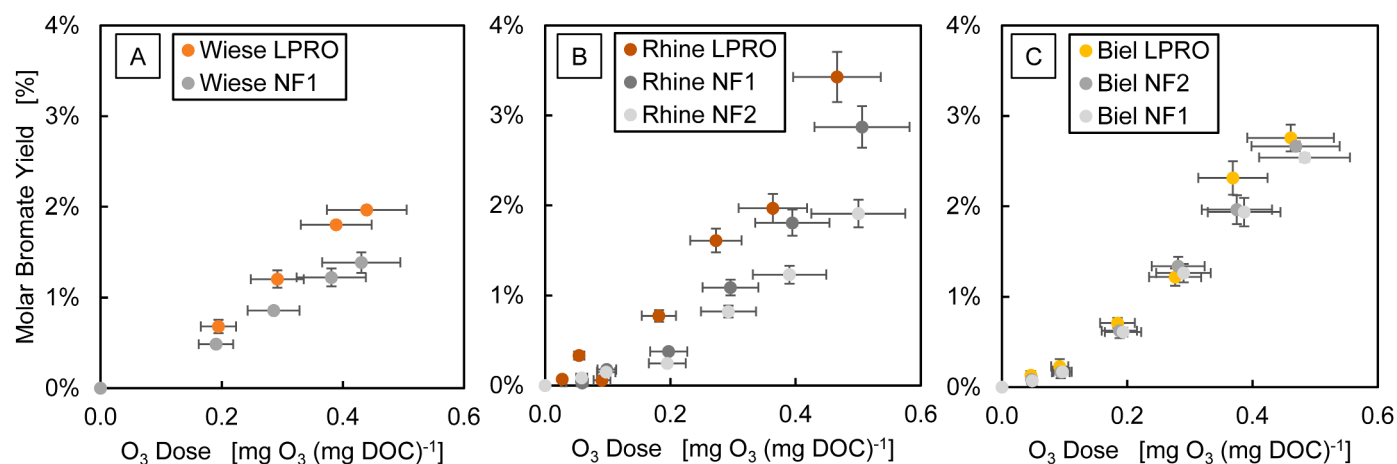 Molar Bromate Yield [%]
A
Wiese LPRO
Wiese NF1
4%
3%
2%
1%
0%
0
0.2
0.4
0.6
O₃ Dose [mg O₃ (mg DOC)⁻¹]
B
Rhine LPRO
Rhine NF1
Rhine NF2
4%
3%
2%
1%
0%
0.0
0.2
0.4
0.6
O₃ Dose [mg O₃ (mg DOC)⁻¹]
C
Biel LPRO
Biel NF2
Biel NF1
4%
3%
2%
1%
0%
0.0
0.2
0.4
0.6
O₃ Dose [mg O₃ (mg DOC)⁻¹]